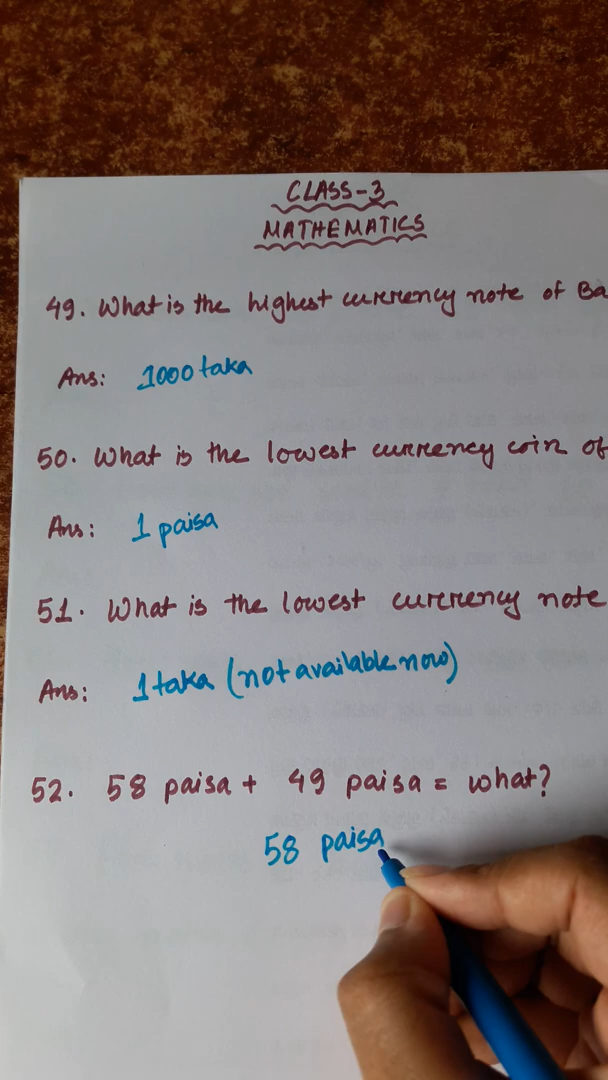 CLASS-3
MATHEMATICS
49. What is the highest currency note of Ba
Ans: 1000 taka
50. What is the lowest currency coin of
Ans: 1 paisa
51. What is the lowest currency note
Ans: 1 taka (not available now)
52. 58 paisa + 49 paisa = what?
58 paisa